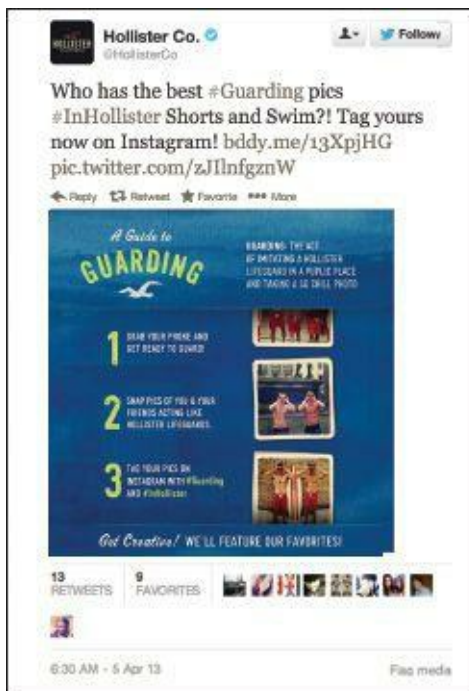 HOLLISTER
Hollister Co.
@HollisterCo
Follow
Who has the best #Guarding pics
#InHollister Shorts and Swim?! Tag yours
now on Instagram! bddy.me/13XpjHG
pic.twitter.com/zJIlnfgznW
Reply Retweet Favorite More
A Guide to
GUARDING
GUARDING: THE ACT
OF IMITATING A HOLLISTER
LIFEGUARD IN A PUBLIC PLACE
AND TAKING A SO CHILL PHOTO
1
GRAB YOUR PHONE AND
GET READY TO GUARD!
2
SNAP PICS OF YOU & YOUR
FRIENDS ACTING LIKE
HOLLISTER LIFEGUARDS.
3
TAG YOUR PICS ON
INSTAGRAM WITH #Guarding
AND #InHollister
Get Creative! WE'LL FEATURE OUR FAVORITES!
13
RETWEETS
9
FAVORITES
6:30 AM - 5 Apr 13
Flag media